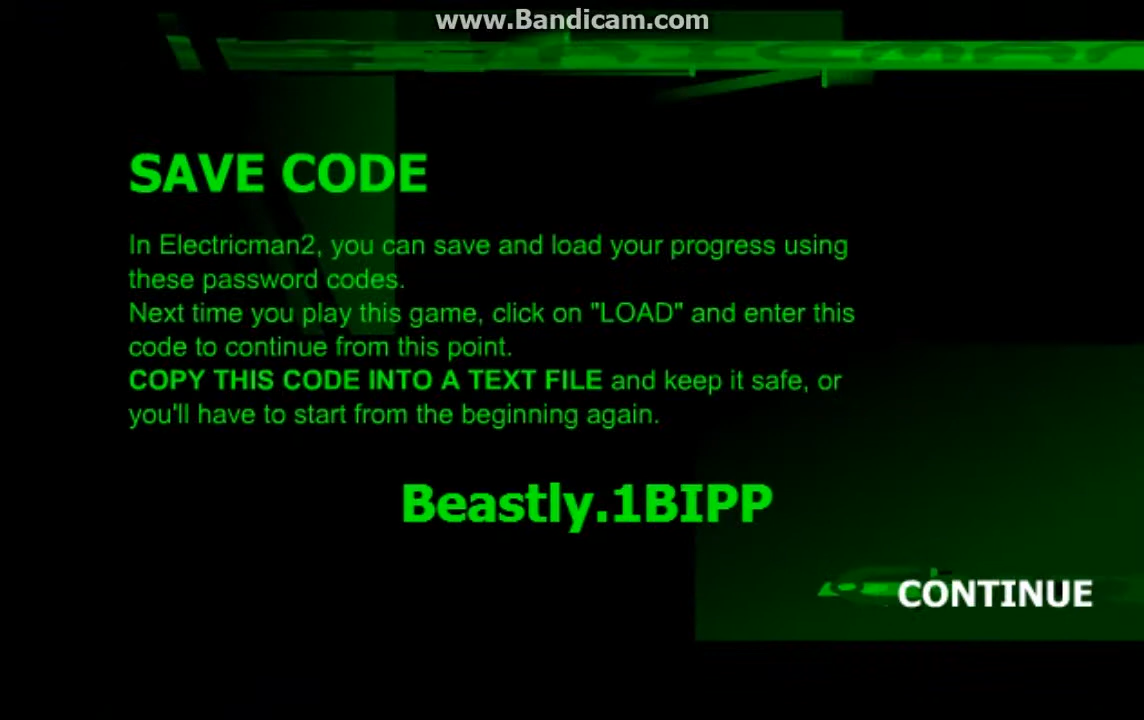 www.Bandicam.com
SAVE CODE
In Electricman2, you can save and load your progress using
these password codes.
Next time you play this game, click on "LOAD" and enter this
code to continue from this point.
COPY THIS CODE INTO A TEXT FILE and keep it safe, or
you'll have to start from the beginning again.
Beastly.1BIPP
CONTINUE